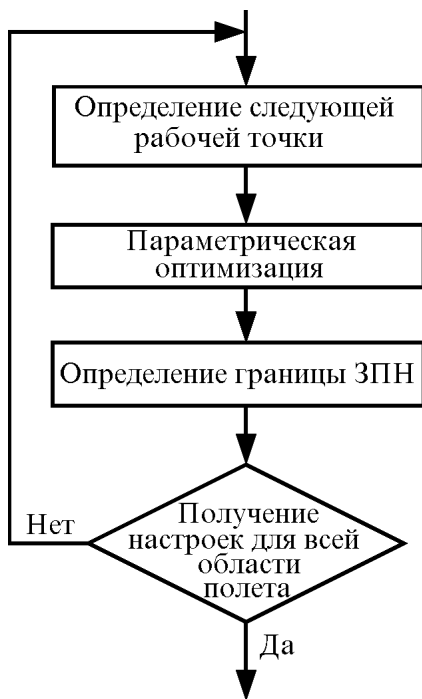 Определение следующей
рабочей точки
Параметрическая
оптимизация
Определение границы ЗПН
Нет
Получение
настроек для всей
области
полета
Да